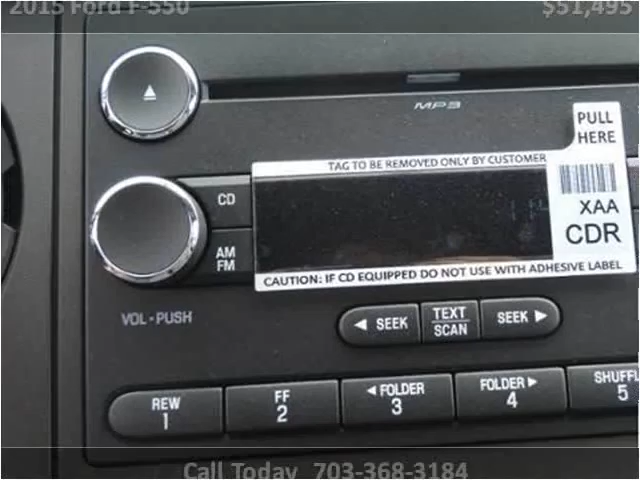 2015 Ford F-550
$51,495
MP3
PULL
HERE
TAG TO BE REMOVED ONLY BY CUSTOMER
XAA
CDR
CAUTION: IF CD EQUIPPED DO NOT USE WITH ADHESIVE LABEL
CD
AM
FM
VOL - PUSH
◄ SEEK
TEXT
SCAN
SEEK ►
REW
1
FF
2
◄ FOLDER
3
FOLDER ►
4
SHUFFL
5
Call Today 703-368-3184